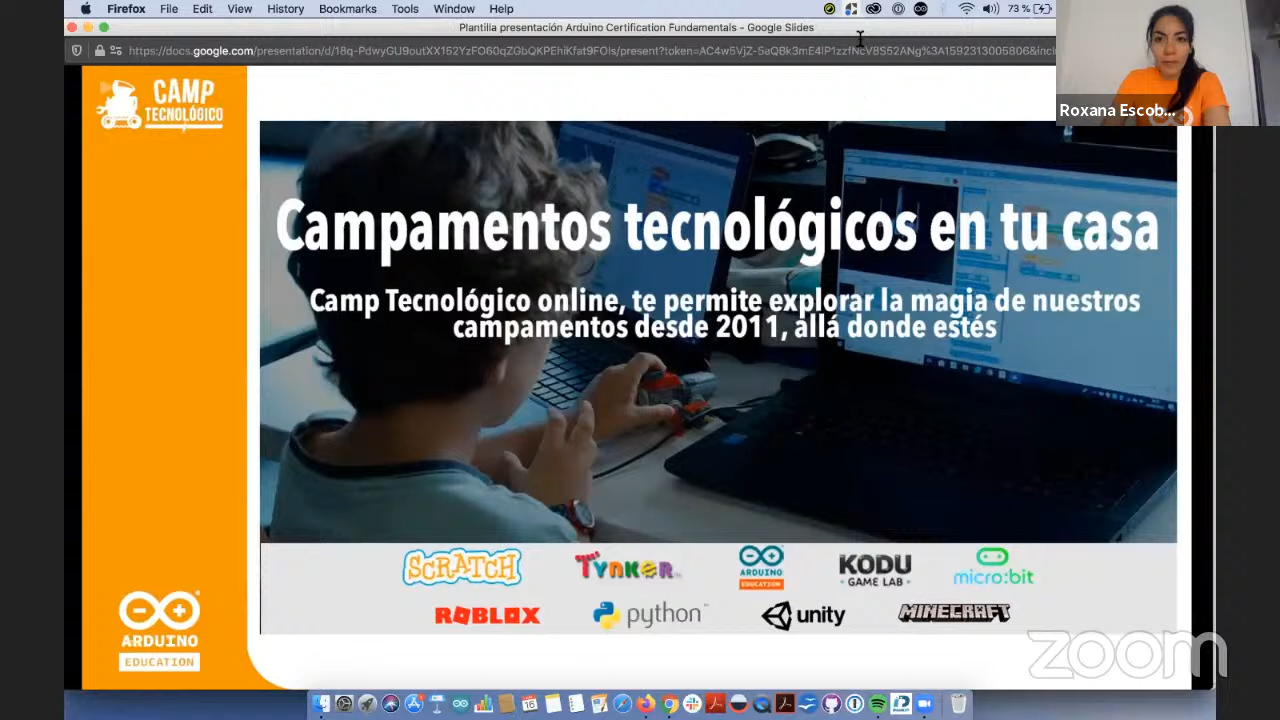 Firefox File Edit View History Bookmarks Tools Window Help 73 %
Plantilla presentación Arduino Certification Fundamentals - Google Slides
Roxana Escob...
CAMP
TECNOLÓGICO
Campamentos tecnológicos en tu casa
Camp Tecnológico online, te permite explorar la magia de nuestros
campamentos desde 2011, allá donde estés
SCRATCH TYNKER ARDUINO EDUCATION KODU GAME LAB micro:bit
ROBLOX python unity MINECRAFT
ARDUINO
EDUCATION
zoom